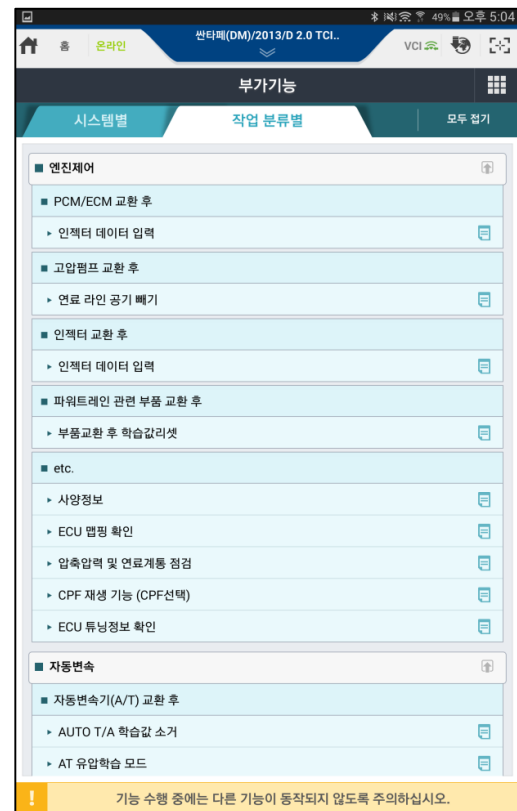 49% 오후 5:04
홈 온라인 싼타페(DM)/2013/D 2.0 TCI.. VCI
부가기능
시스템별 작업 분류별 모두 접기
엔진제어
PCM/ECM 교환 후
인젝터 데이터 입력
고압펌프 교환 후
연료 라인 공기 빼기
인젝터 교환 후
인젝터 데이터 입력
파워트레인 관련 부품 교환 후
부품교환 후 학습값리셋
etc.
사양정보
ECU 맵핑 확인
압축압력 및 연료계통 점검
CPF 재생 기능 (CPF선택)
ECU 튜닝정보 확인
자동변속
자동변속기(A/T) 교환 후
AUTO T/A 학습값 소거
AT 유압학습 모드
기능 수행 중에는 다른 기능이 동작되지 않도록 주의하십시오.